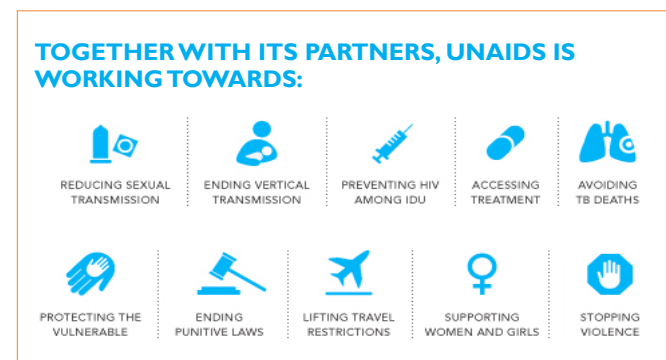 TOGETHER WITH ITS PARTNERS, UNAIDS IS
WORKING TOWARDS:
REDUCING SEXUAL
TRANSMISSION
ENDING VERTICAL
TRANSMISSION
PREVENTING HIV
AMONG IDU
ACCESSING
TREATMENT
AVOIDING
TB DEATHS
PROTECTING THE
VULNERABLE
ENDING
PUNITIVE LAWS
LIFTING TRAVEL
RESTRICTIONS
SUPPORTING
WOMEN AND GIRLS
STOPPING
VIOLENCE